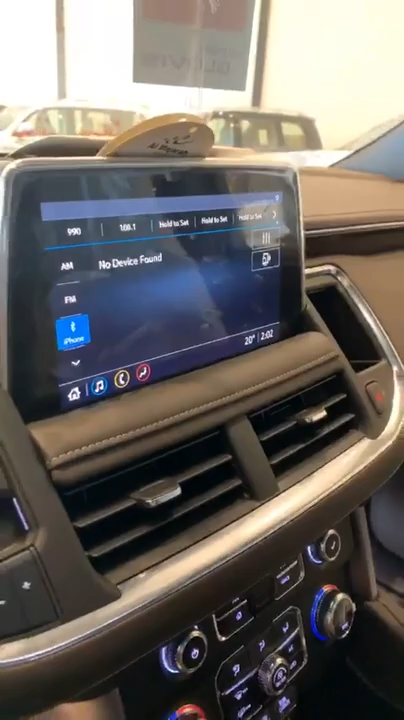 990 108.1 Hold to Set Hold to Set Hold to Set
AM No Device Found
FM
iPhone
20° 2:02